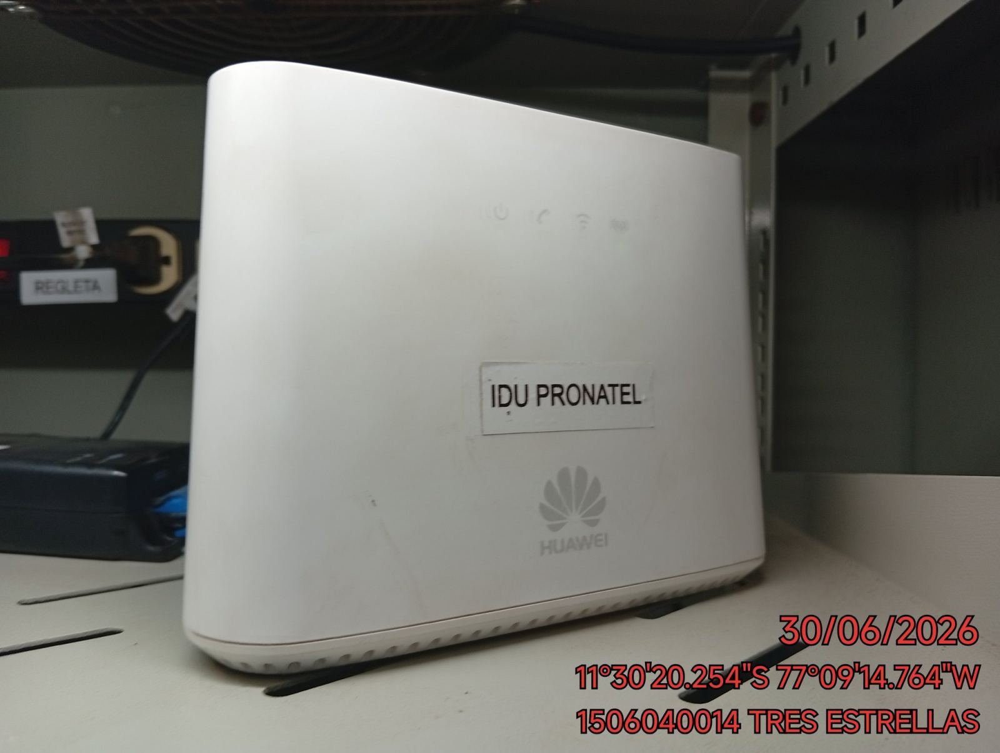 REGLETA
IDU PRONATEL
HUAWEI
30/06/2026
11°30'20.254"S 77°09'14.764"W
1506040014 TRES ESTRELLAS